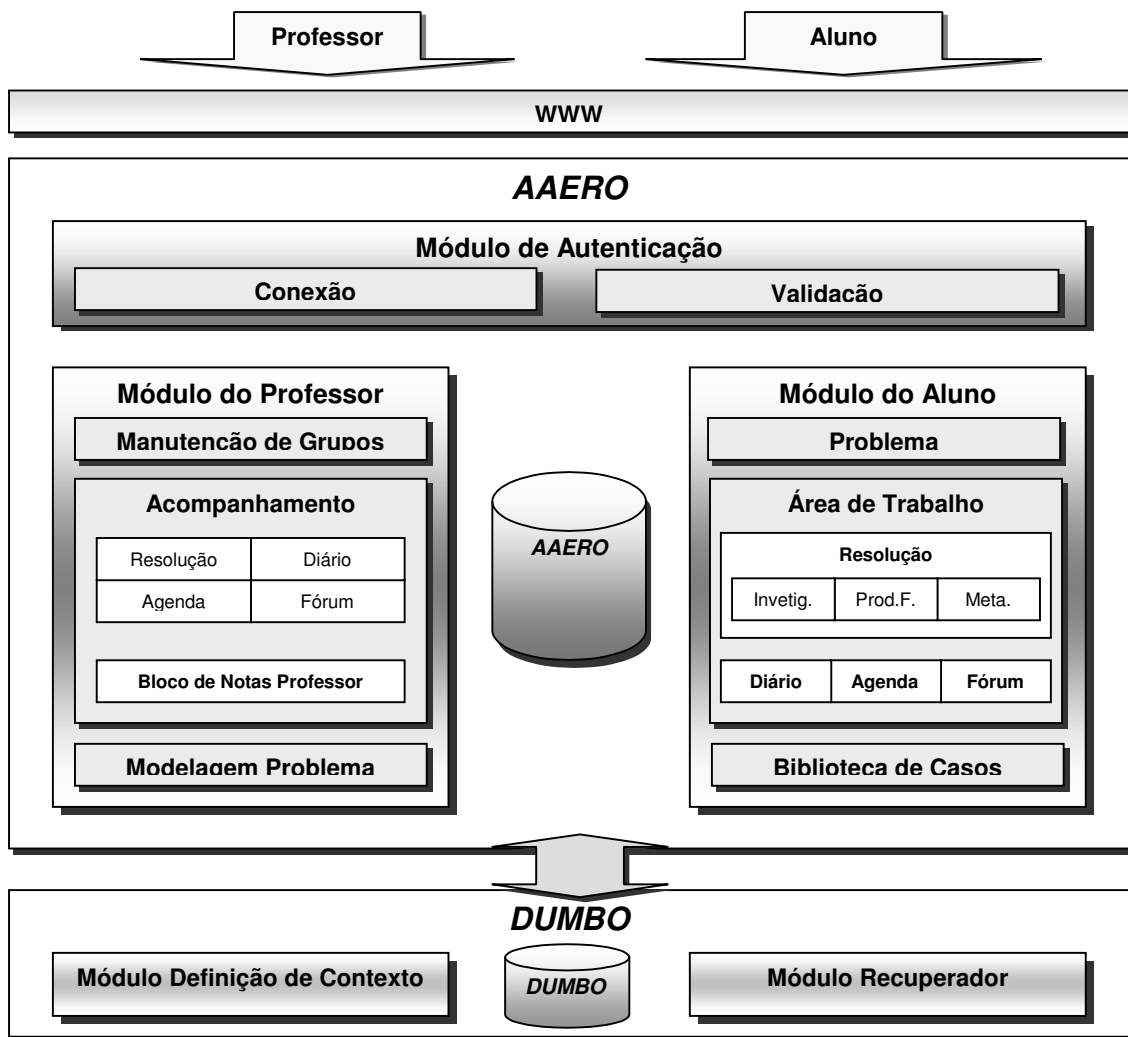 Professor
Aluno
WWW
AAERO
Módulo de Autenticação
Conexão
Validacão
Módulo do Professor
Manutenção de Grupos
Acompanhamento
Resolução
Diário
Agenda
Fórum
Bloco de Notas Professor
Modelagem Problema
AAERO
Módulo do Aluno
Problema
Área de Trabalho
Resolução
Invetig.
Prod.F.
Meta.
Diário
Agenda
Fórum
Biblioteca de Casos
DUMBO
Módulo Definição de Contexto
DUMBO
Módulo Recuperador